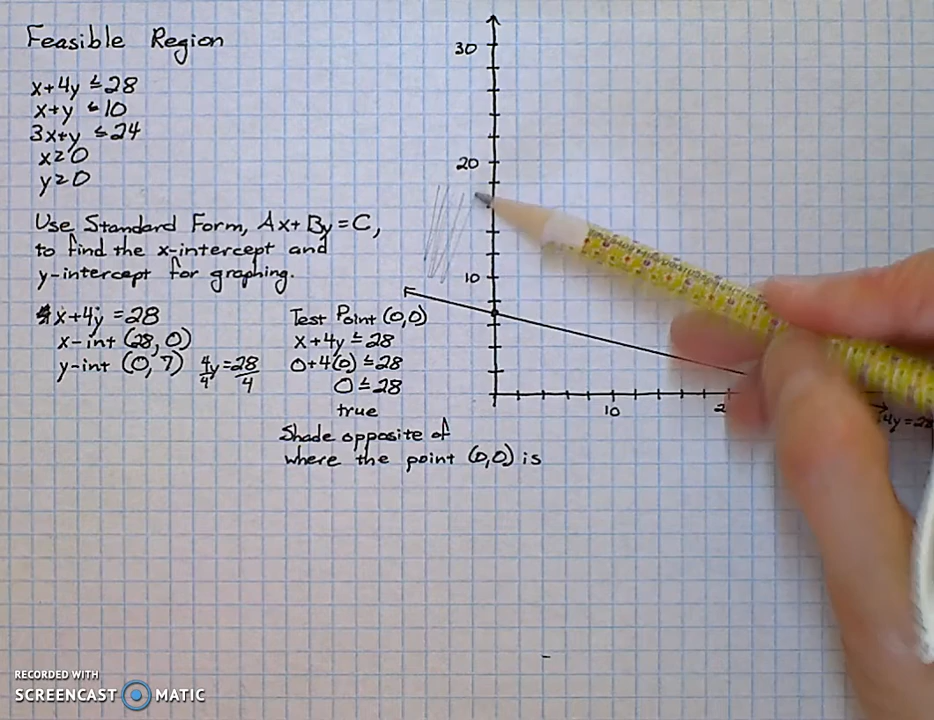 Feasible Region
x+4y ≤28
x+y ≤ 10
3x+y ≤24
x≥0
y≥0
Use Standard Form, Ax+By=C,
to find the x-intercept and
y-intercept for graphing.
x+4y =28
x-int (28, 0)
y-int (0, 7)
4y=28
4 4
Test Point (0,0)
x+4y ≤ 28
0+4(0) ≤28
0≤28
true
Shade opposite of
where the point (0,0) is
30
20
10
10
4y=28
RECORDED WITH
SCREENCAST MATIC